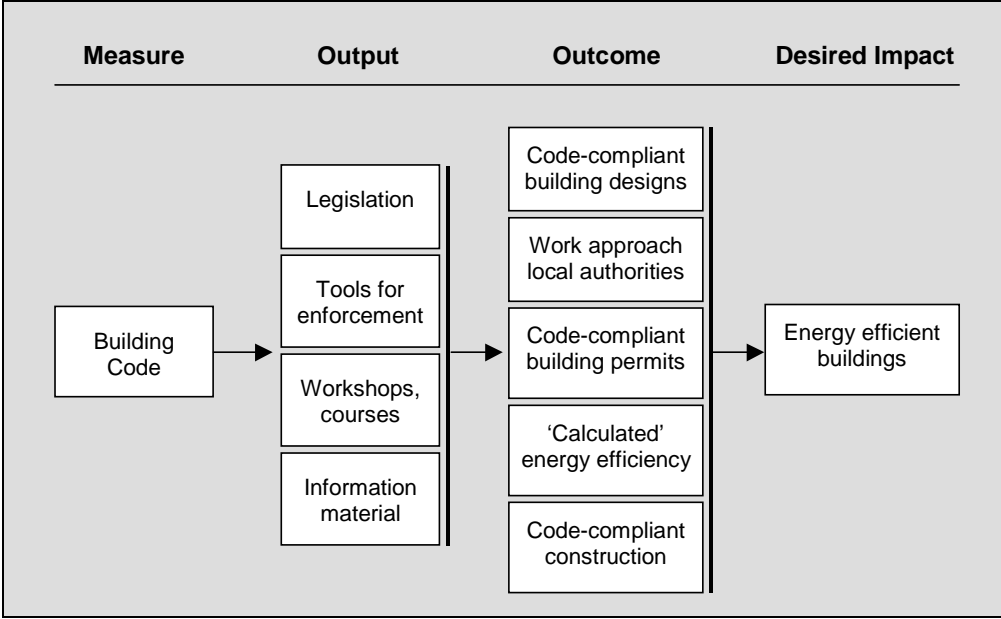 Measure
Output
Outcome
Desired Impact
Building
Code
Legislation
Tools for
enforcement
Workshops,
courses
Information
material
Code-compliant
building designs
Work approach
local authorities
Code-compliant
building permits
‘Calculated’
energy efficiency
Code-compliant
construction
Energy efficient
buildings